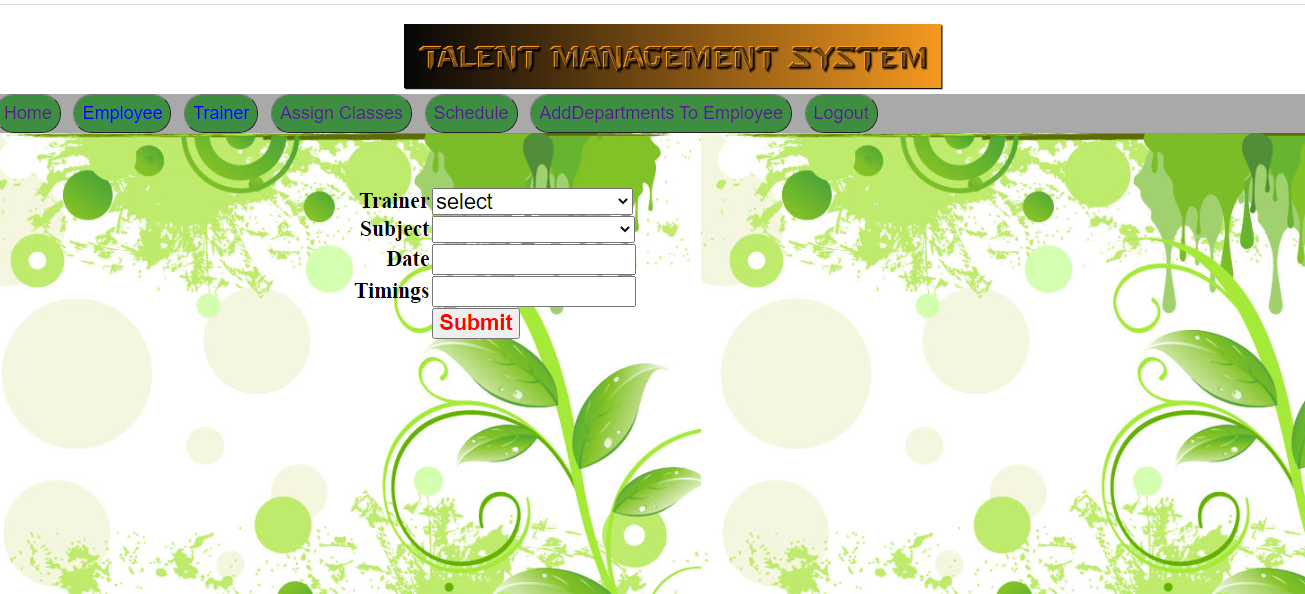 TALENT MANAGEMENT SYSTEM
Home Employee Trainer Assign Classes Schedule AddDepartments To Employee Logout
Trainer select
Subject
Date
Timings
Submit